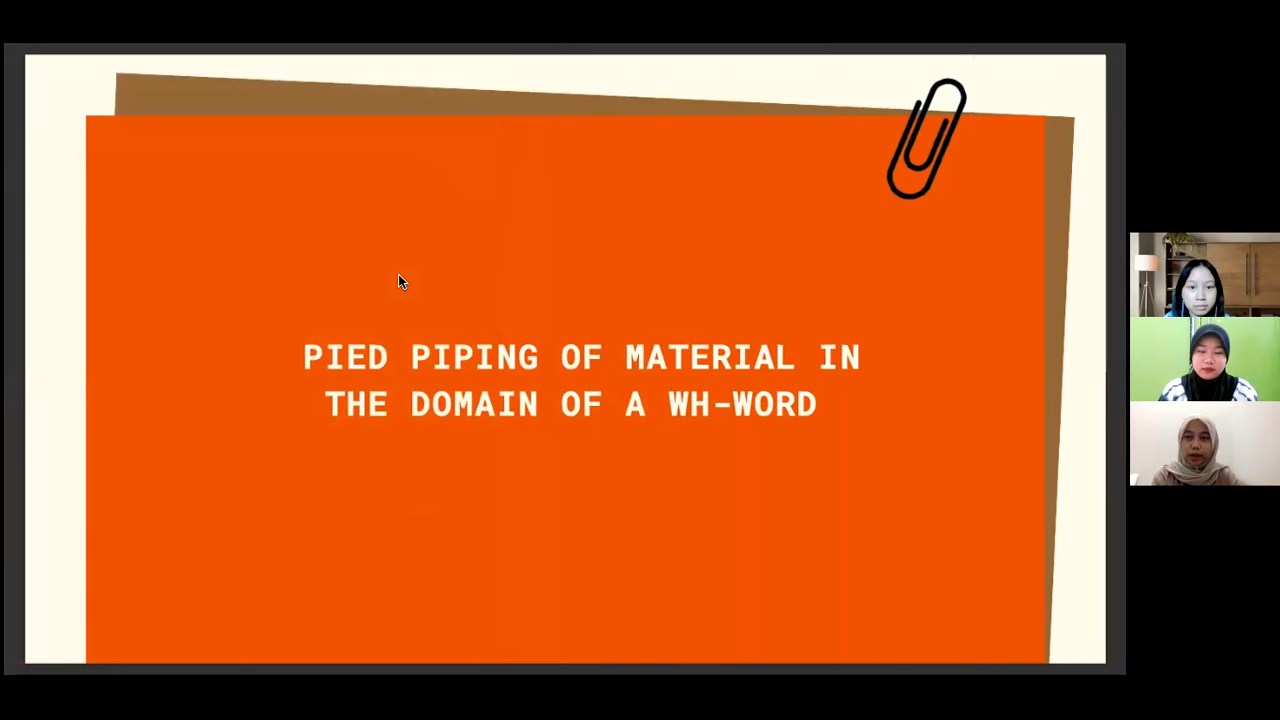 PIED PIPING OF MATERIAL IN
THE DOMAIN OF A WH-WORD